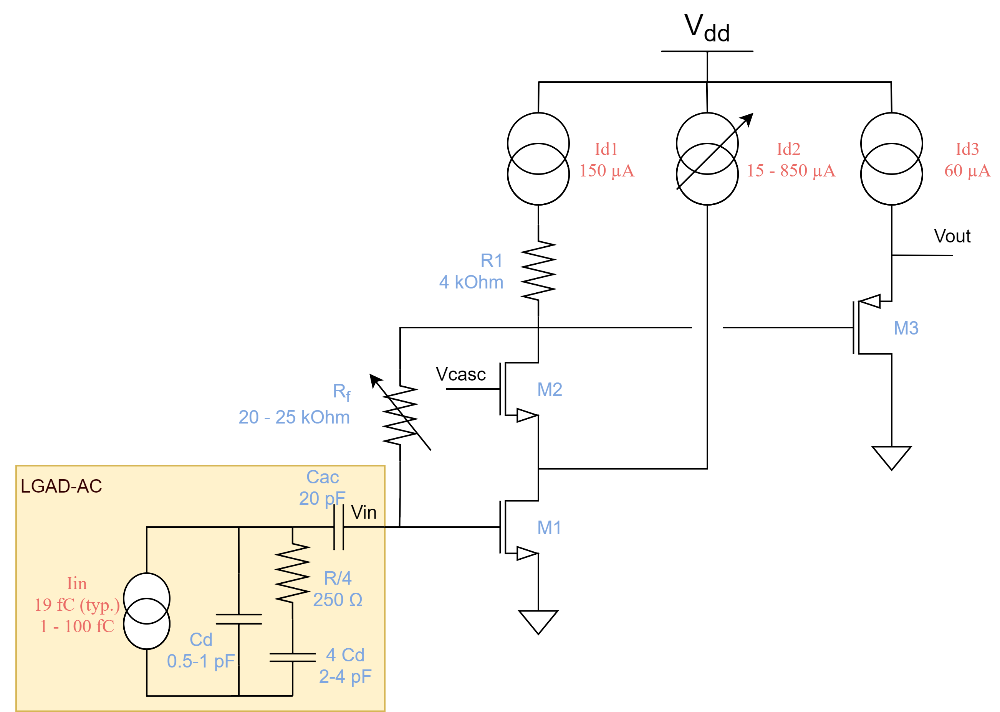 Vdd
Id1
150 µA
Id2
15 - 850 µA
Id3
60 µA
Vout
R1
4 kOhm
M3
Vcasc
M2
Rf
20 - 25 kOhm
LGAD-AC
Cac
20 pF
Vin
M1
Iin
19 fC (typ.)
1 - 100 fC
R/4
250 Ω
Cd
0.5-1 pF
4 Cd
2-4 pF